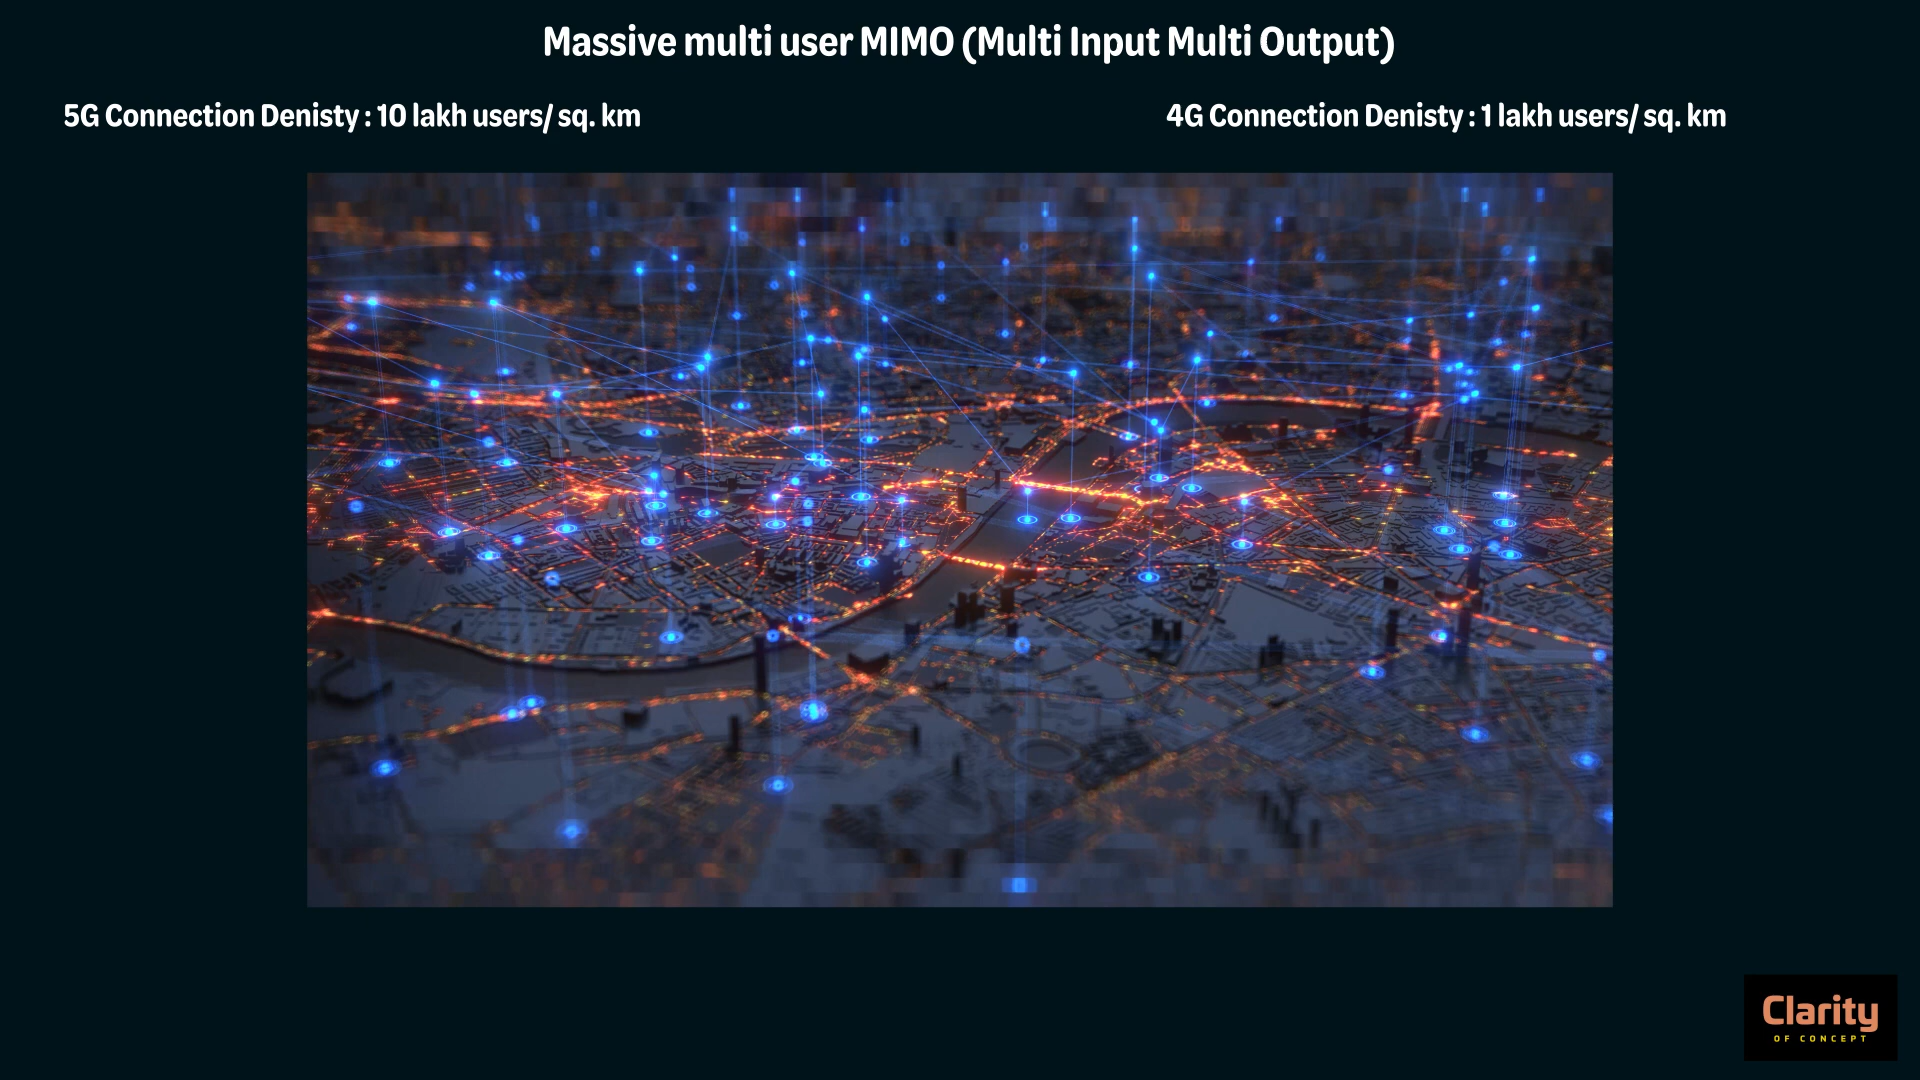 Massive multi user MIMO (Multi Input Multi Output)
5G Connection Denisty : 10 lakh users/ sq. km
4G Connection Denisty : 1 lakh users/ sq. km
Clarity
OF CONCEPT